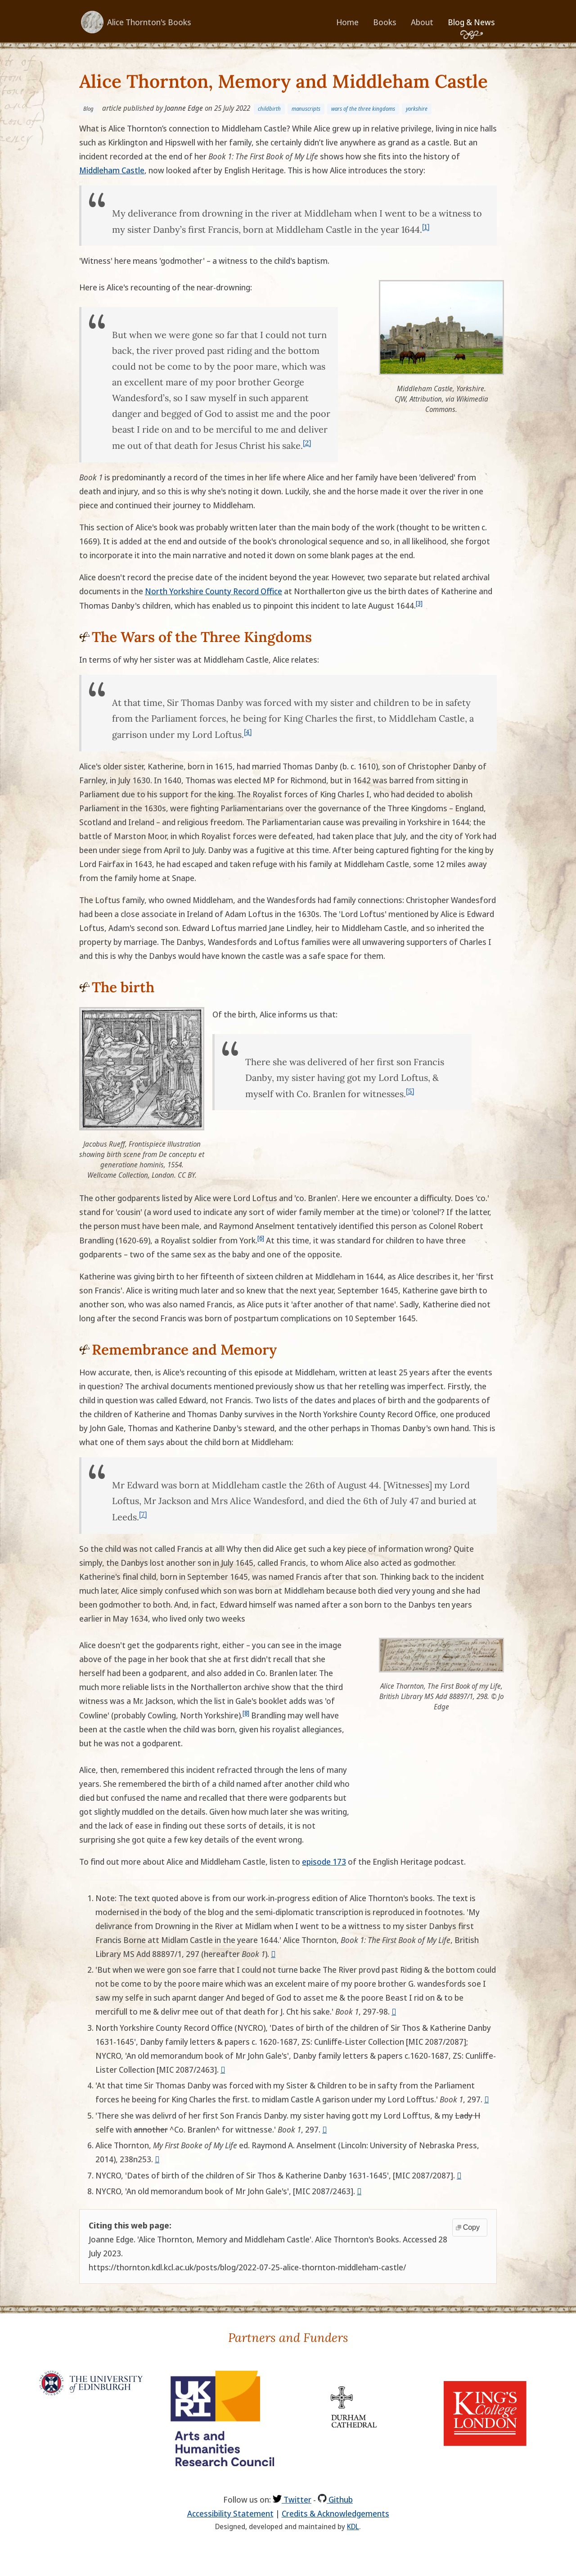 Alice Thornton's Books
Home
Books
About
Blog & News
Alice Thornton, Memory and Middleham Castle
Blog article published by Joanne Edge on 25 July 2022 childbirth manuscripts wars of the three kingdoms yorkshire
What is Alice Thornton's connection to Middleham Castle? While Alice grew up in relative privilege, living in nice halls
such as Kirklington and Hipswell with her family, she certainly didn't live anywhere as grand as a castle. But an
incident recorded at the end of her Book 1: The First Book of My Life shows how she fits into the history of
Middleham Castle, now looked after by English Heritage. This is how Alice introduces the story:
My deliverance from drowning in the river at Middleham when I went to be a witness to
my sister Danby's first Francis, born at Middleham Castle in the year 1644.[1]
'Witness' here means 'godmother' – a witness to the child's baptism.
Here is Alice's recounting of the near-drowning:
But when we were gone so far that I could not turn
back, the river proved past riding and the bottom
could not be come to by the poor mare, which was
an excellent mare of my poor brother George
Wandesford's, so I saw myself in such apparent
danger and begged of God to assist me and the poor
beast I rode on and to be merciful to me and deliver
me out of that death for Jesus Christ his sake.[2]
Middleham Castle, Yorkshire.
CJW, Attribution, via Wikimedia
Commons.
Book 1 is predominantly a record of the times in her life where Alice and her family have been 'delivered' from
death and injury, and so this is why she's noting it down. Luckily, she and the horse made it over the river in one
piece and continued their journey to Middleham.
This section of Alice's book was probably written later than the main body of the work (thought to be written c.
1669). It is added at the end and outside of the book's chronological sequence and so, in all likelihood, she forgot
to incorporate it into the main narrative and noted it down on some blank pages at the end.
Alice doesn't record the precise date of the incident beyond the year. However, two separate but related archival
documents in the North Yorkshire County Record Office at Northallerton give us the birth dates of Katherine and
Thomas Danby's children, which has enabled us to pinpoint this incident to late August 1644.[3]
The Wars of the Three Kingdoms
In terms of why her sister was at Middleham Castle, Alice relates:
At that time, Sir Thomas Danby was forced with my sister and children to be in safety
from the Parliament forces, he being for King Charles the first, to Middleham Castle, a
garrison under my Lord Loftus.[4]
Alice's older sister, Katherine, born in 1615, had married Thomas Danby (b. c. 1610), son of Christopher Danby of
Farnley, in July 1630. In 1640, Thomas was elected MP for Richmond, but in 1642 was barred from sitting in
Parliament due to his support for the king. The Royalist forces of King Charles I, who had decided to abolish
Parliament in the 1630s, were fighting Parliamentarians over the governance of the Three Kingdoms – England,
Scotland and Ireland – and religious freedom. The Parliamentarian cause was prevailing in Yorkshire in 1644; the
battle of Marston Moor, in which Royalist forces were defeated, had taken place that July, and the city of York had
been under siege from April to July. Danby was a fugitive at this time. After being captured fighting for the king by
Lord Fairfax in 1643, he had escaped and taken refuge with his family at Middleham Castle, some 12 miles away
from the family home at Snape.
The Loftus family, who owned Middleham, and the Wandesfords had family connections: Christopher Wandesford
had been a close associate in Ireland of Adam Loftus in the 1630s. The 'Lord Loftus' mentioned by Alice is Edward
Loftus, Adam's second son. Edward Loftus married Jane Lindley, heir to Middleham Castle, and so inherited the
property by marriage. The Danbys, Wandesfords and Loftus families were all unwavering supporters of Charles I
and this is why the Danbys would have known the castle was a safe space for them.
The birth
Of the birth, Alice informs us that:
There she was delivered of her first son Francis
Danby, my sister having got my Lord Loftus, &
myself with Co. Branlen for witnesses.[5]
Jacobus Rueff, Frontispiece illustration
showing birth scene from De conceptu et
generatione hominis, 1554.
Wellcome Collection, London. CC BY.
The other godparents listed by Alice were Lord Loftus and 'co. Branlen'. Here we encounter a difficulty. Does 'co.'
stand for 'cousin' (a word used to indicate any sort of wider family member at the time) or 'colonel'? If the latter,
the person must have been male, and Raymond Anselment tentatively identified this person as Colonel Robert
Brandling (1620-69), a Royalist soldier from York.[6] At this time, it was standard for children to have three
godparents – two of the same sex as the baby and one of the opposite.
Katherine was giving birth to her fifteenth of sixteen children at Middleham in 1644, as Alice describes it, her 'first
son Francis'. Alice is writing much later and so knew that the next year, September 1645, Katherine gave birth to
another son, who was also named Francis, as Alice puts it 'after another of that name'. Sadly, Katherine died not
long after the second Francis was born of postpartum complications on 10 September 1645.
Remembrance and Memory
How accurate, then, is Alice's recounting of this episode at Middleham, written at least 25 years after the events
in question? The archival documents mentioned previously show us that her retelling was imperfect. Firstly, the
child in question was called Edward, not Francis. Two lists of the dates and places of birth and the godparents of
the children of Katherine and Thomas Danby survives in the North Yorkshire County Record Office, one produced
by John Gale, Thomas and Katherine Danby's steward, and the other perhaps in Thomas Danby's own hand. This is
what one of them says about the child born at Middleham:
Mr Edward was born at Middleham castle the 26th of August 44. [Witnesses] my Lord
Loftus, Mr Jackson and Mrs Alice Wandesford, and died the 6th of July 47 and buried at
Leeds.[7]
So the child was not called Francis at all! Why then did Alice get such a key piece of information wrong? Quite
simply, the Danbys lost another son in July 1645, called Francis, to whom Alice also acted as godmother.
Katherine's final child, born in September 1645, was named Francis after that son. Thinking back to the incident
much later, Alice simply confused which son was born at Middleham because both died very young and she had
been godmother to both. And, in fact, Edward himself was named after a son born to the Danbys ten years
earlier in May 1634, who lived only two weeks
Alice doesn't get the godparents right, either – you can see in the image
above of the page in her book that she at first didn't recall that she
herself had been a godparent, and also added in Co. Branlen later. The
much more reliable lists in the Northallerton archive show that the third
witness was a Mr. Jackson, which the list in Gale's booklet adds was 'of
Cowline' (probably Cowling, North Yorkshire).[8] Brandling may well have
been at the castle when the child was born, given his royalist allegiances,
but he was not a godparent.
Alice Thornton, The First Book of my Life,
British Library MS Add 88897/1, 298. © Jo
Edge
Alice, then, remembered this incident refracted through the lens of many
years. She remembered the birth of a child named after another child who
died but confused the name and recalled that there were godparents but
got slightly muddled on the details. Given how much later she was writing,
and the lack of ease in finding out these sorts of details, it is not
surprising she got quite a few key details of the event wrong.
To find out more about Alice and Middleham Castle, listen to episode 173 of the English Heritage podcast.
1. Note: The text quoted above is from our work-in-progress edition of Alice Thornton's books. The text is
modernised in the body of the blog and the semi-diplomatic transcription is reproduced in footnotes. 'My
delivrance from Drowning in the River at Midlam when I went to be a wittness to my sister Danbys first
Francis Borne att Midlam Castle in the yeare 1644.' Alice Thornton, Book 1: The First Book of My Life, British
Library MS Add 88897/1, 297 (hereafter Book 1).
2. 'But when we were gon soe farre that I could not turne backe The River provd past Riding & the bottom could
not be come to by the poore maire which was an excelent maire of my poore brother G. wandesfords soe I
saw my selfe in such aparnt danger And beged of God to asist me & the poore Beast I rid on & to be
mercifull to me & delivr mee out of that death for J. Cht his sake.' Book 1, 297-98.
3. North Yorkshire County Record Office (NYCRO), 'Dates of birth of the children of Sir Thos & Katherine Danby
1631-1645', Danby family letters & papers c. 1620-1687, ZS: Cunliffe-Lister Collection [MIC 2087/2087];
NYCRO, 'An old memorandum book of Mr John Gale's', Danby family letters & papers c.1620-1687, ZS: Cunliffe-
Lister Collection [MIC 2087/2463].
4. 'At that time Sir Thomas Danby was forced with my Sister & Children to be in safty from the Parliament
forces he beeing for King Charles the first. to midlam Castle A garison under my Lord Lofftus.' Book 1, 297.
5. 'There she was delivrd of her first Son Francis Danby. my sister having gott my Lord Lofftus, & my Lady H
selfe with annother ^Co. Branlen^ for wittnesse.' Book 1, 297.
6. Alice Thornton, My First Booke of My Life ed. Raymond A. Anselment (Lincoln: University of Nebraska Press,
2014), 238n253.
7. NYCRO, 'Dates of birth of the children of Sir Thos & Katherine Danby 1631-1645', [MIC 2087/2087].
8. NYCRO, 'An old memorandum book of Mr John Gale's', [MIC 2087/2463].
Citing this web page:
Copy
Joanne Edge. 'Alice Thornton, Memory and Middleham Castle'. Alice Thornton's Books. Accessed 28
July 2023.
https://thornton.kdl.kcl.ac.uk/posts/blog/2022-07-25-alice-thornton-middleham-castle/
Partners and Funders
THE UNIVERSITY
of EDINBURGH
UKRI
Arts and
Humanities
Research Council
DURHAM
CATHEDRAL
KING'S
College
LONDON
Follow us on: Twitter - Github
Accessibility Statement | Credits & Acknowledgements
Designed, developed and maintained by KDL.